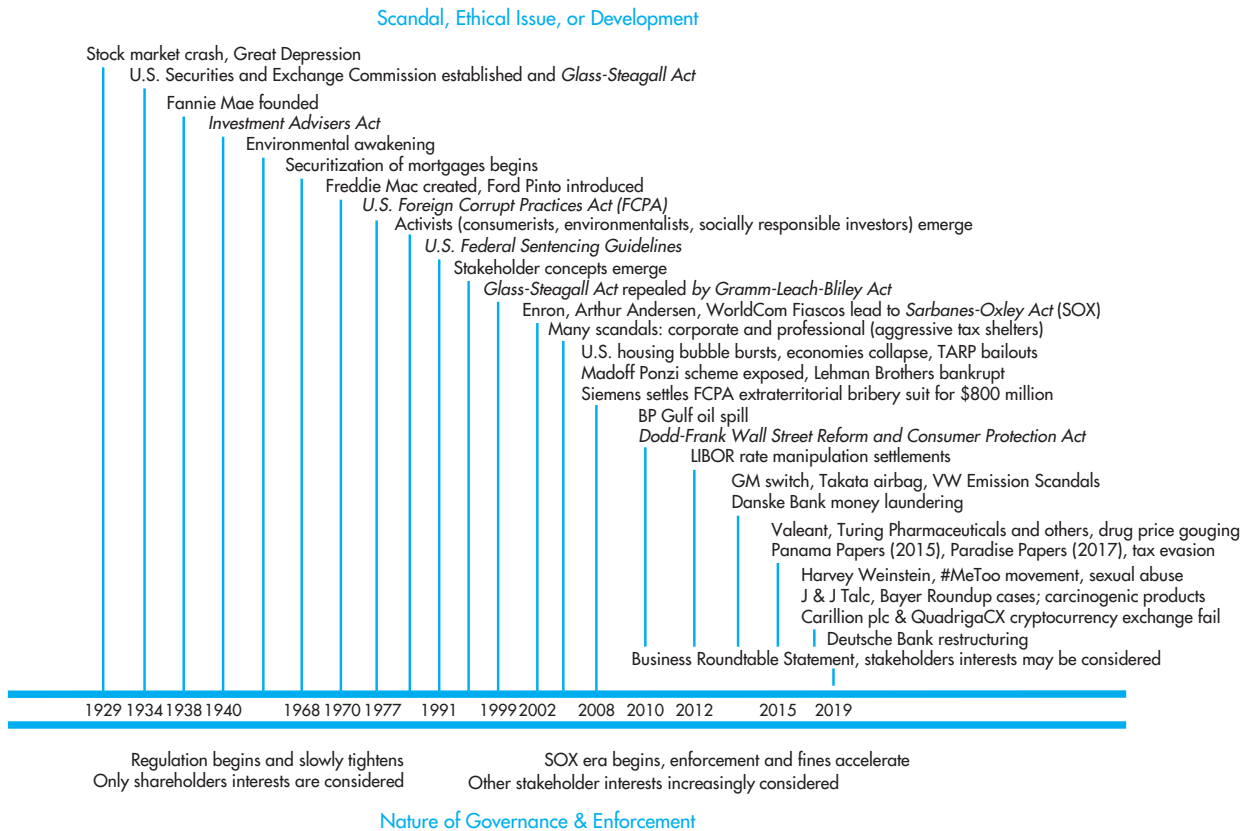 Scandal, Ethical Issue, or Development
Stock market crash, Great Depression
U.S. Securities and Exchange Commission established and Glass-Steagall Act
Fannie Mae founded
Investment Advisers Act
Environmental awakening
Securitization of mortgages begins
Freddie Mac created, Ford Pinto introduced
U.S. Foreign Corrupt Practices Act (FCPA)
Activists (consumerists, environmentalists, socially responsible investors) emerge
U.S. Federal Sentencing Guidelines
Stakeholder concepts emerge
Glass-Steagall Act repealed by Gramm-Leach-Bliley Act
Enron, Arthur Andersen, WorldCom Fiascos lead to Sarbanes-Oxley Act (SOX)
Many scandals: corporate and professional (aggressive tax shelters)
U.S. housing bubble bursts, economies collapse, TARP bailouts
Madoff Ponzi scheme exposed, Lehman Brothers bankrupt
Siemens settles FCPA extraterritorial bribery suit for $800 million
BP Gulf oil spill
Dodd-Frank Wall Street Reform and Consumer Protection Act
LIBOR rate manipulation settlements
GM switch, Takata airbag, VW Emission Scandals
Danske Bank money laundering
Valeant, Turing Pharmaceuticals and others, drug price gouging
Panama Papers (2015), Paradise Papers (2017), tax evasion
Harvey Weinstein, #MeToo movement, sexual abuse
J & J Talc, Bayer Roundup cases; carcinogenic products
Carillion plc & QuadrigaCX cryptocurrency exchange fail
Deutsche Bank restructuring
Business Roundtable Statement, stakeholders interests may be considered
1929 1934 1938 1940 1968 1970 1977 1991 1999 2002 2008 2010 2012 2015 2019
Regulation begins and slowly tightens
Only shareholders interests are considered
SOX era begins, enforcement and fines accelerate
Other stakeholder interests increasingly considered
Nature of Governance & Enforcement